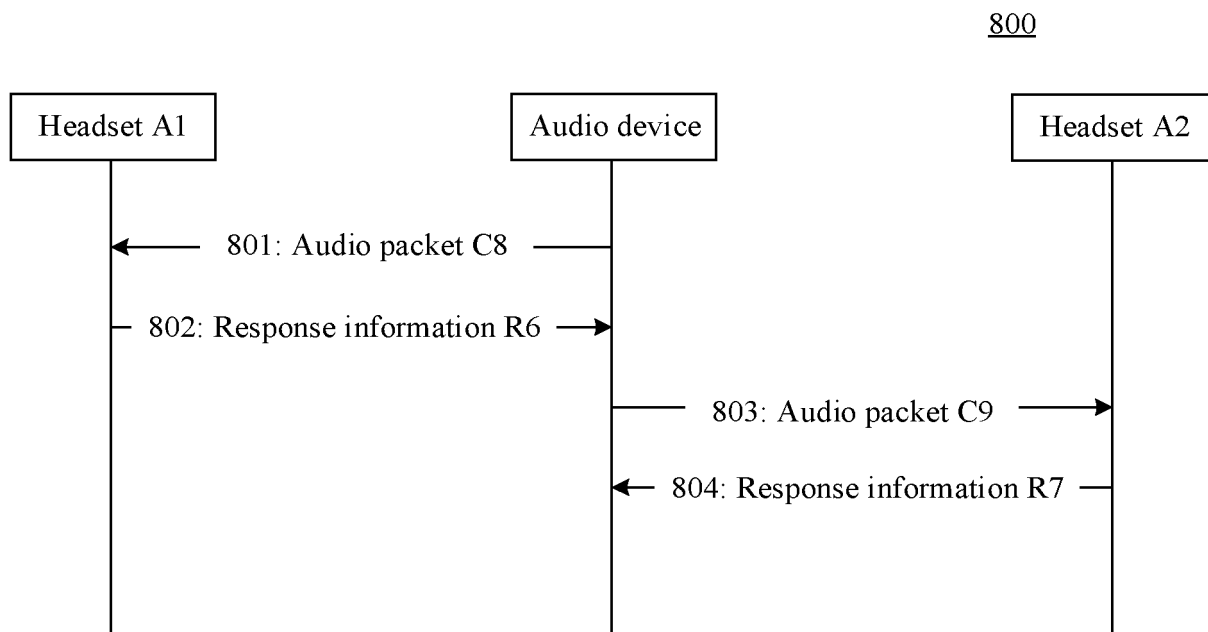 800
Headset A1
Audio device
Headset A2
801: Audio packet C8
802: Response information R6
803: Audio packet C9
804: Response information R7